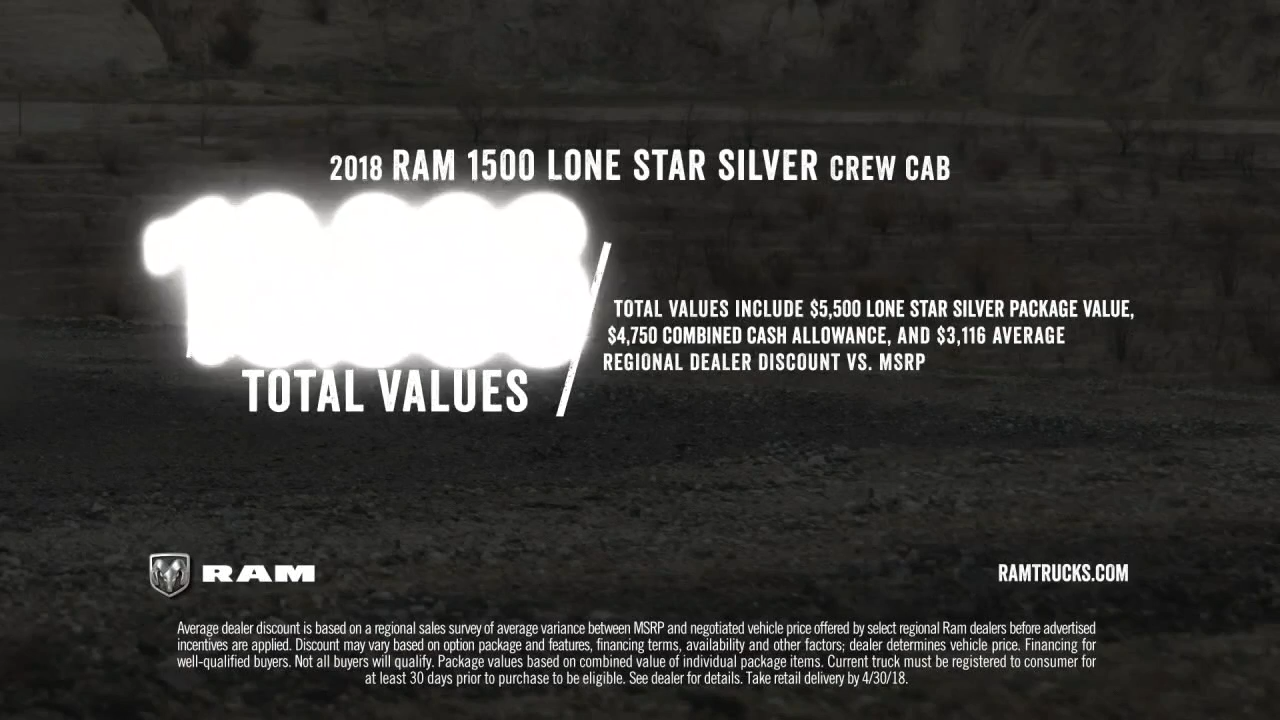 2018 RAM 1500 LONE STAR SILVER CREW CAB
TOTAL VALUES
TOTAL VALUES INCLUDE $5,500 LONE STAR SILVER PACKAGE VALUE,
$4,750 COMBINED CASH ALLOWANCE, AND $3,116 AVERAGE
REGIONAL DEALER DISCOUNT VS. MSRP
RAM
RAMTRUCKS.COM
Average dealer discount is based on a regional sales survey of average variance between MSRP and negotiated vehicle price offered by select regional Ram dealers before advertised
incentives are applied. Discount may vary based on option package and features, financing terms, availability and other factors; dealer determines vehicle price. Financing for
well-qualified buyers. Not all buyers will qualify. Package values based on combined value of individual package items. Current truck must be registered to consumer for
at least 30 days prior to purchase to be eligible. See dealer for details. Take retail delivery by 4/30/18.